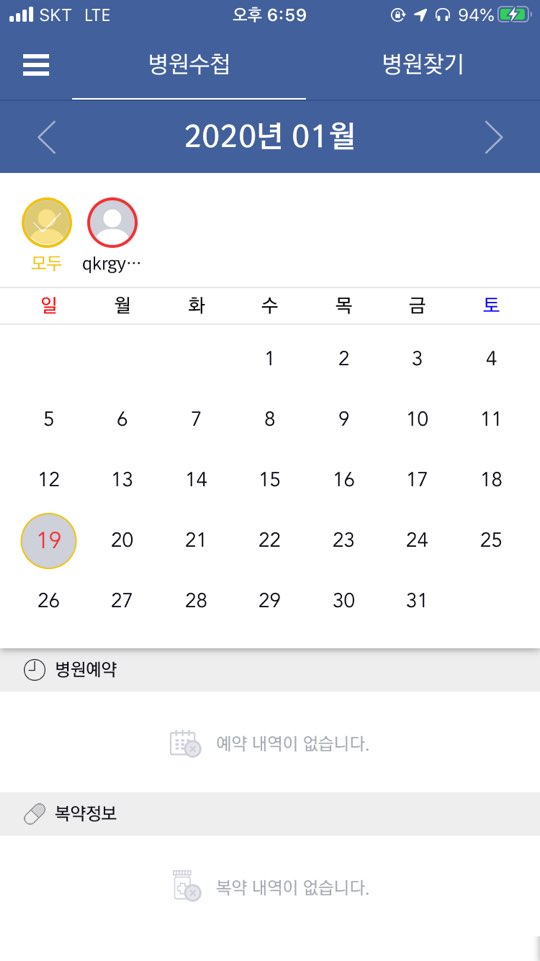 SKT LTE 오후 6:59 94%
병원수첩 병원찾기
2020년 01월
모두 qkrgy…
일 월 화 수 목 금 토
1 2 3 4
5 6 7 8 9 10 11
12 13 14 15 16 17 18
19 20 21 22 23 24 25
26 27 28 29 30 31
병원예약
예약 내역이 없습니다.
복약정보
복약 내역이 없습니다.